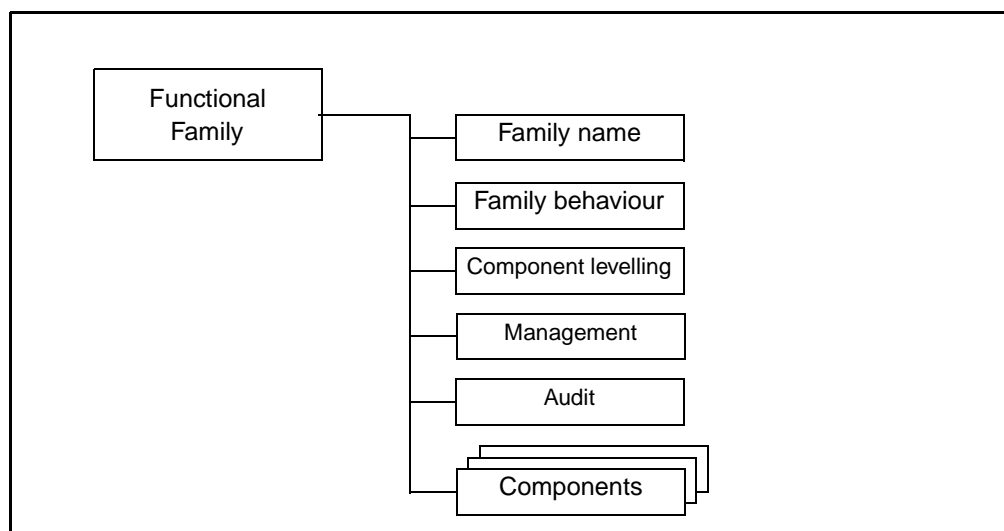 Functional
Family
Family name
Family behaviour
Component levelling
Management
Audit
Components